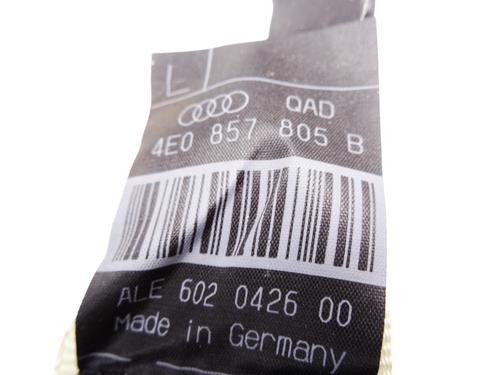 L
QAD
4E0 857 805 B
ALE 602 0426 00
Made in Germany